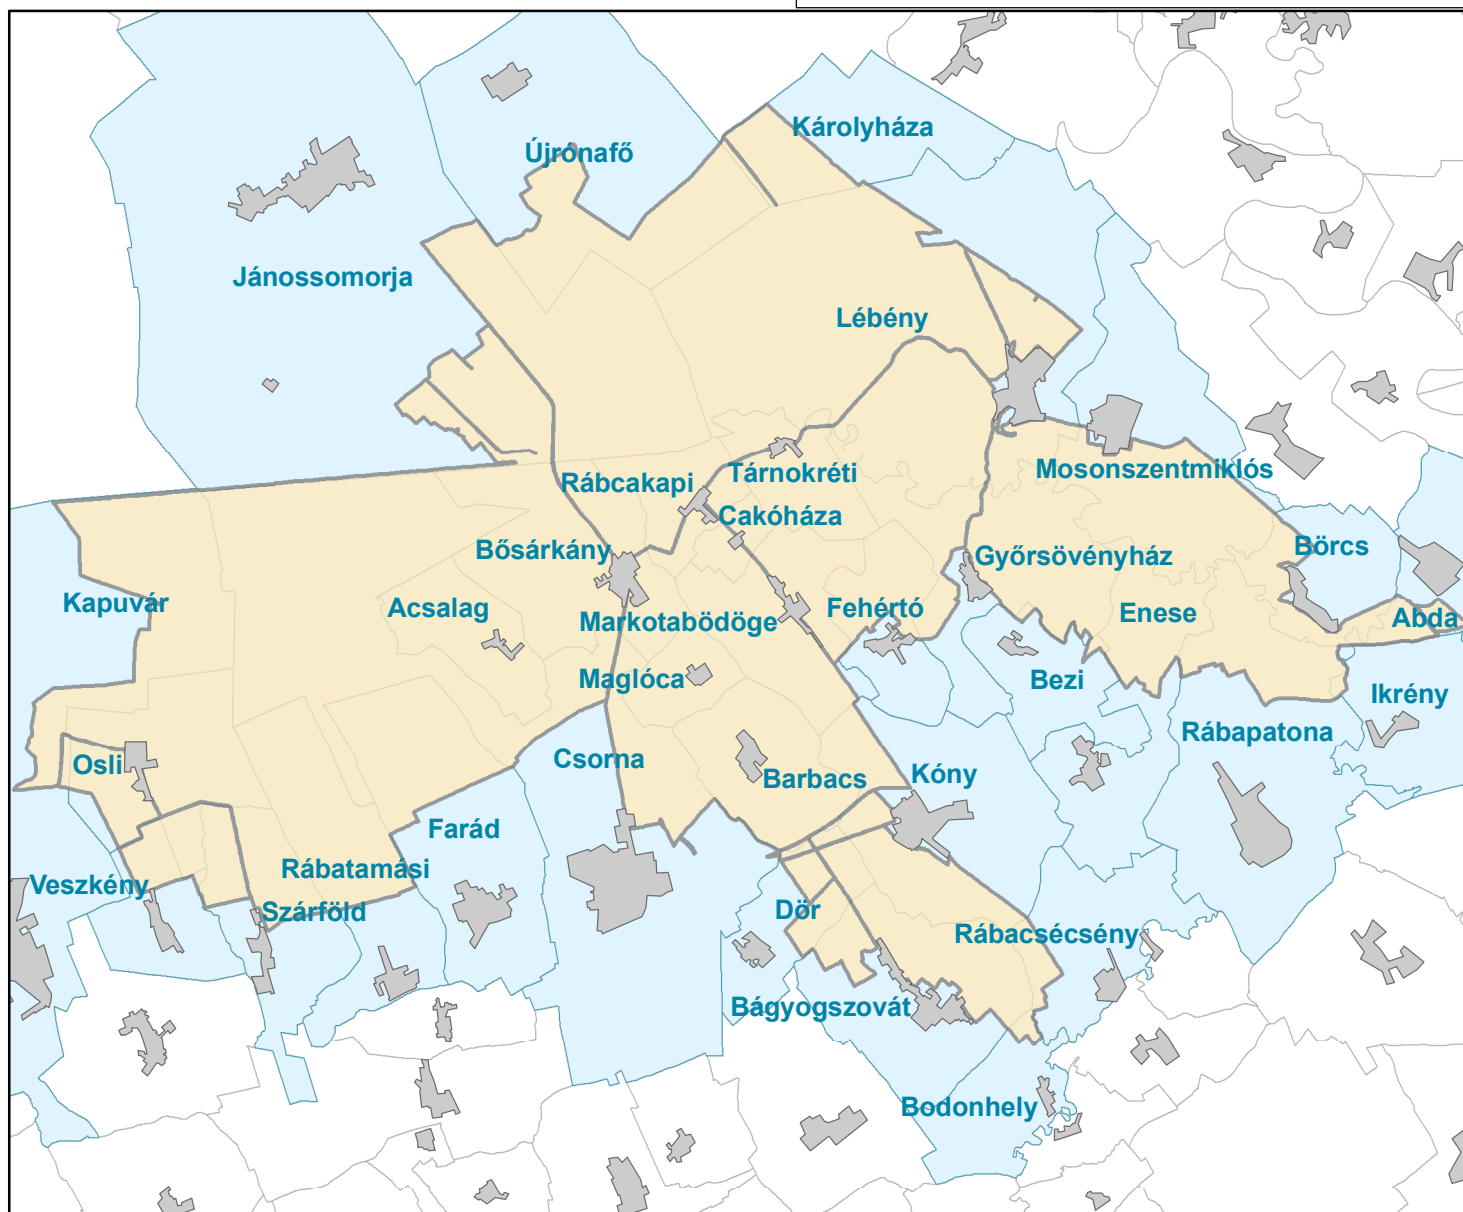 Károlyháza
Újrónafő
Jánossomorja
Lébény
Mosonszentmiklós
Tárnokréti
Rábcakapi
Cakóháza
Börcs
Bősárkány
Győrsövényház
Kapuvár
Acsalag
Markotabödöge
Fehértó
Enese
Abda
Maglóca
Bezi
Ikrény
Rábapatona
Osli
Csorna
Barbacs
Kóny
Farád
Rábatamási
Veszkény
Szárföld
Dör
Rábacsécsény
Bágyogszovát
Bodonhely